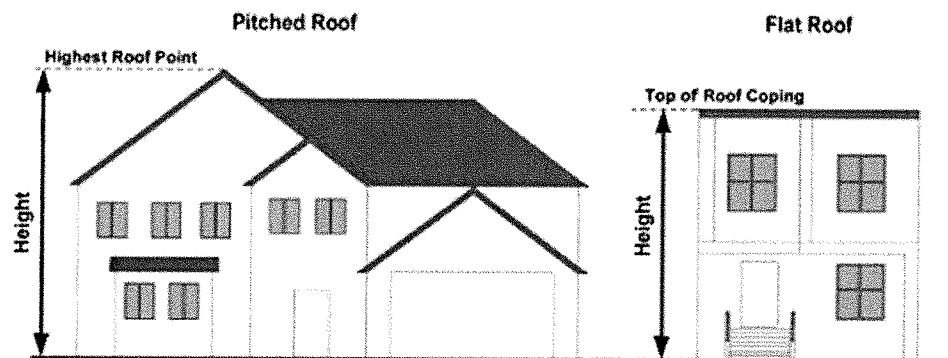 Pitched Roof
Flat Roof
Highest Roof Point
Top of Roof Coping
Height
Height